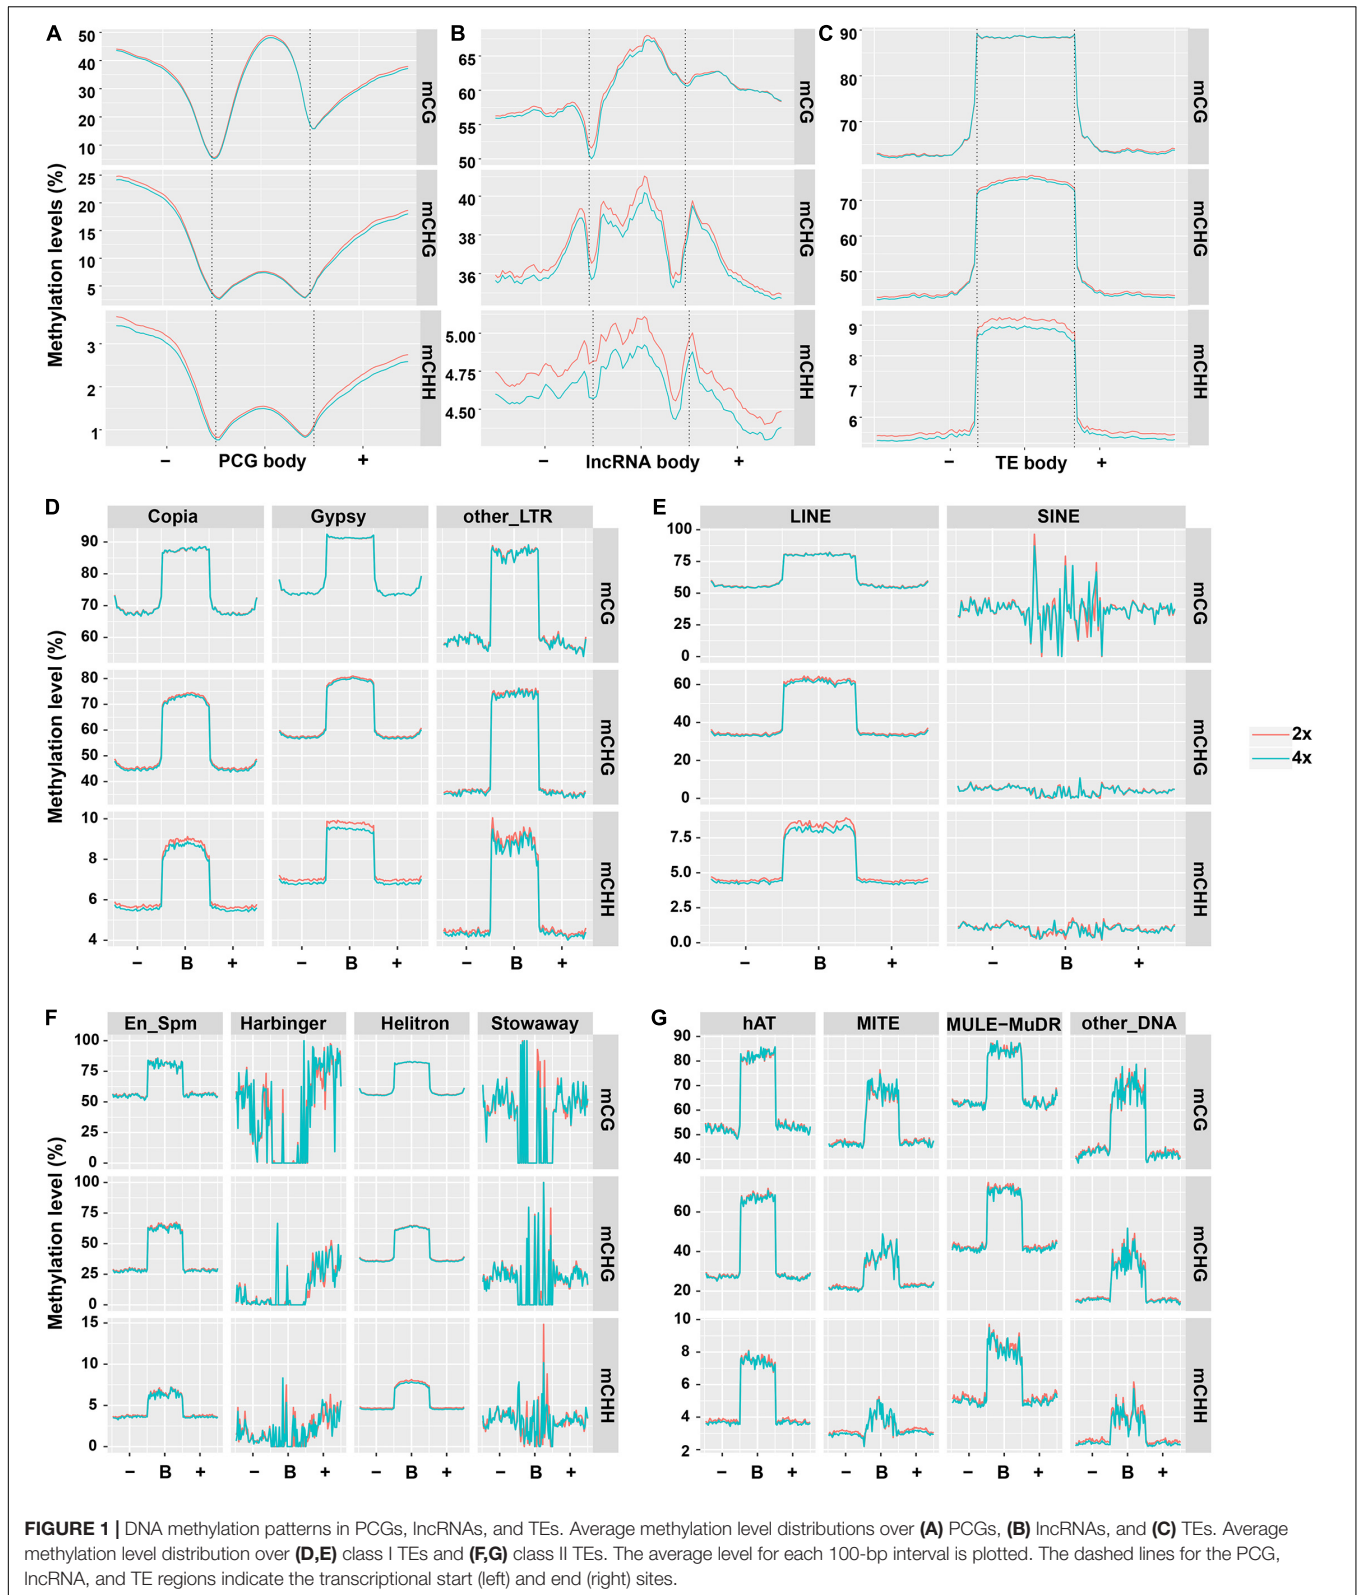 A
B
C
Methylation levels (%)
50
40
30
20
10
mCG
25
20
15
10
5
mCHG
3
2
1
mCHH
− PCG body +
65
60
55
50
mCG
40
38
36
mCHG
5.00
4.75
4.50
mCHH
− lncRNA body +
90
80
70
mCG
70
60
50
mCHG
9
8
7
6
mCHH
− TE body +
D
Copia Gypsy other_LTR
Methylation level (%)
90
80
70
60
mCG
80
70
60
50
40
mCHG
10
8
6
4
mCHH
− B + − B + − B +
E
LINE SINE
100
75
50
25
0
mCG
60
40
20
0
mCHG
7.5
5.0
2.5
0.0
mCHH
− B + − B +
2x
4x
F
En_Spm Harbinger Helitron Stowaway
Methylation level (%)
100
75
50
25
0
mCG
100
75
50
25
0
mCHG
15
10
5
0
mCHH
− B + − B + − B + − B +
G
hAT MITE MULE−MuDR other_DNA
90
80
70
60
50
40
mCG
60
40
20
mCHG
10
8
6
4
2
mCHH
− B + − B + − B + − B +
FIGURE 1 | DNA methylation patterns in PCGs, lncRNAs, and TEs. Average methylation level distributions over (A) PCGs, (B) lncRNAs, and (C) TEs. Average
methylation level distribution over (D,E) class I TEs and (F,G) class II TEs. The average level for each 100-bp interval is plotted. The dashed lines for the PCG,
lncRNA, and TE regions indicate the transcriptional start (left) and end (right) sites.